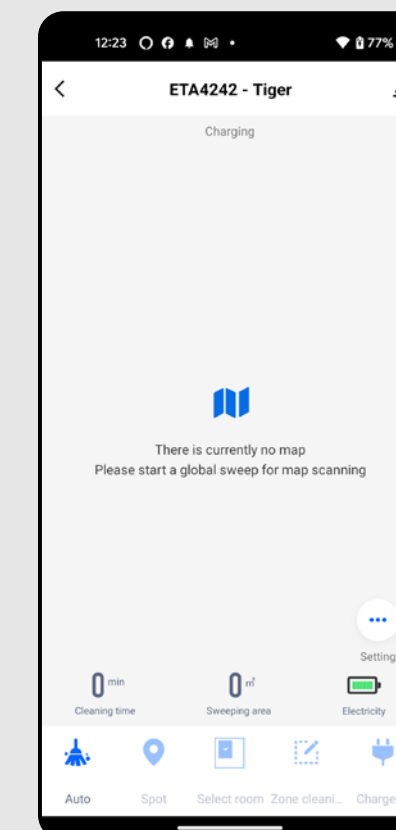 12:23
77%
ETA4242 - Tiger
Charging
There is currently no map
Please start a global sweep for map scanning
Setting
0 min
0 ㎡
Cleaning time
Sweeping area
Electricity
Auto
Spot
Select room
Zone cleani...
Charge